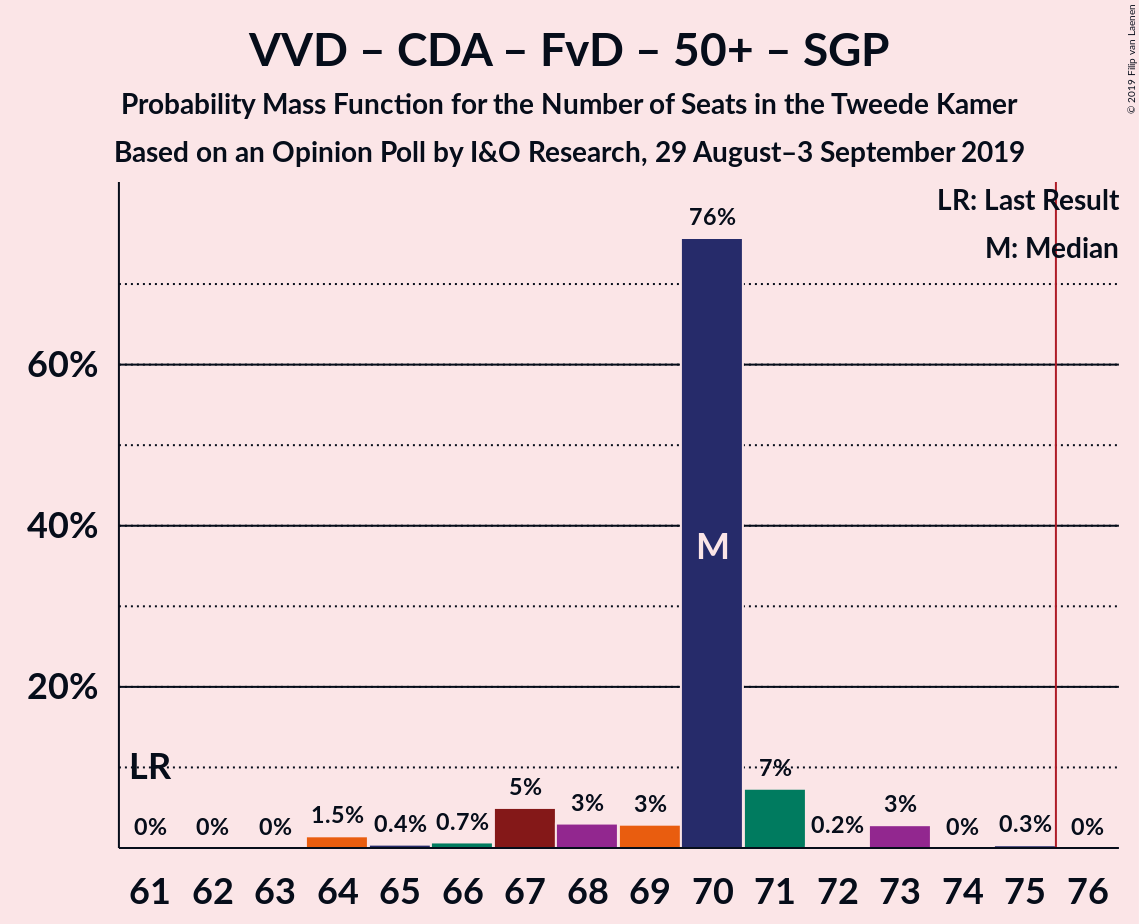 VVD – CDA – FvD – 50+ – SGP
Probability Mass Function for the Number of Seats in the Tweede Kamer
Based on an Opinion Poll by I&O Research, 29 August–3 September 2019
© 2019 Filip van Laenen
LR: Last Result
M: Median
76%
60%
40%
M
20%
LR
7%
5%
3%
3%
3%
1.5%
0.4%
0.7%
0.2%
0.3%
0%
0%
0%
0%
0%
61 62 63 64 65 66 67 68 69 70 71 72 73 74 75 76